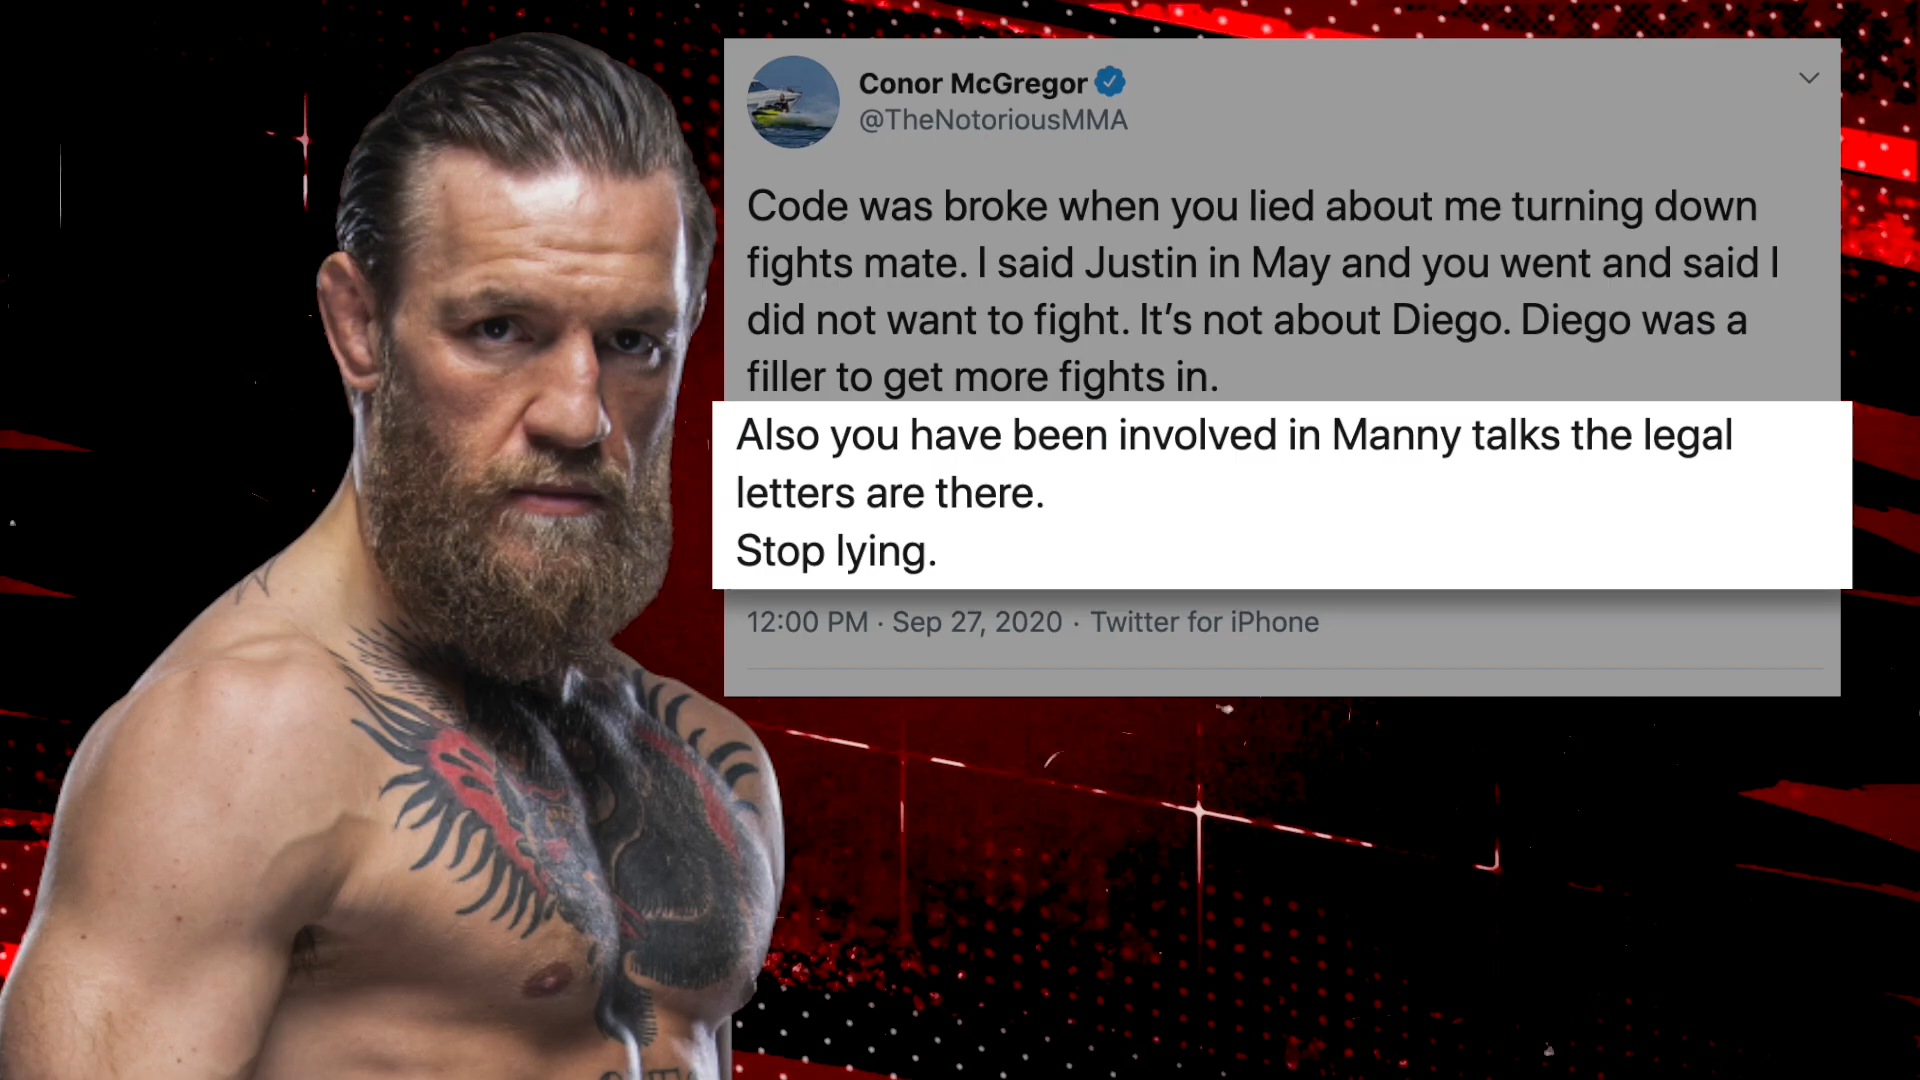 Conor McGregor
@TheNotoriousMMA
Code was broke when you lied about me turning down
fights mate. I said Justin in May and you went and said I
did not want to fight. It’s not about Diego. Diego was a
filler to get more fights in.
Also you have been involved in Manny talks the legal
letters are there.
Stop lying.
12:00 PM · Sep 27, 2020 · Twitter for iPhone